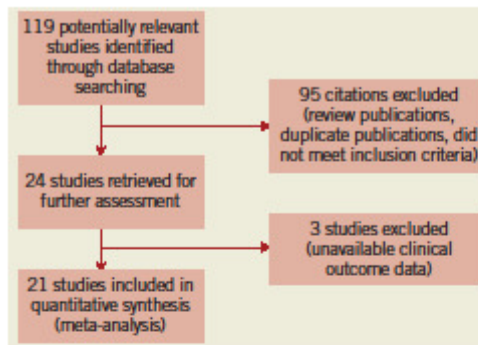 119 potentially relevant
studies identified
through database
searching
95 citations excluded
(review publications,
duplicate publications, did
not meet inclusion criteria)
24 studies retrieved for
further assessment
3 studies excluded
(unavailable clinical
outcome data)
21 studies included in
quantitative synthesis
(meta-analysis)